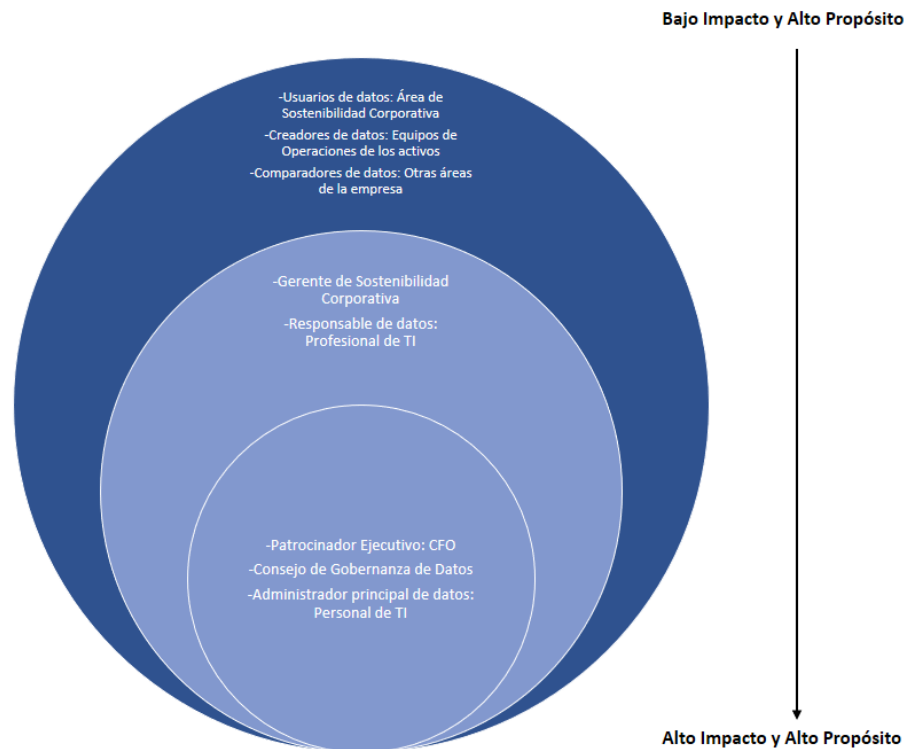 Bajo Impacto y Alto Propósito
-Usuarios de datos: Área de
Sostenibilidad Corporativa
-Creadores de datos: Equipos de
Operaciones de los activos
-Comparadores de datos: Otras áreas
de la empresa
-Gerente de Sostenibilidad
Corporativa
-Responsable de datos:
Profesional de TI
-Patrocinador Ejecutivo: CFO
-Consejo de Gobernanza de Datos
-Administrador principal de datos:
Personal de TI
Alto Impacto y Alto Propósito